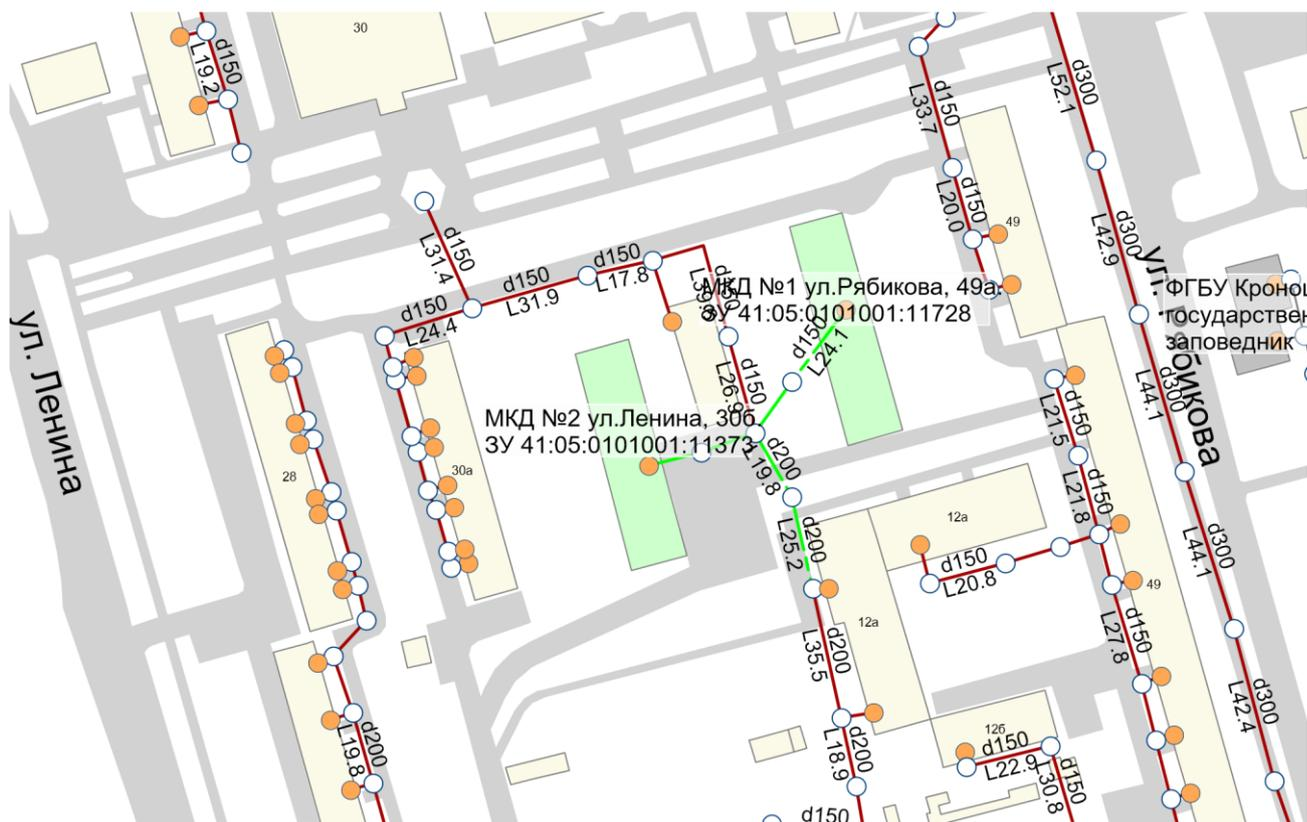 30
d150
L19.2
d150
L33.7
d300
L52.1
d150
L20.0
49
d300
L42.9
d150
L31.4
d150
L31.9
d150
L17.8
d150
L24.4
МКД №1 ул.Рябикова, 49а.
ЗУ 41:05:0101001:11728
ФГБУ Кроноц
государствен
заповедник
ул. Ленина
d150
L24.1
d150
L26.9
d300
L44.1
МКД №2 ул.Ленина, 30б.
ЗУ 41:05:0101001:11373
d200
L19.8
28
30а
d150
L21.5
d150
L21.8
12а
d200
L25.2
d150
L20.8
d300
L44.1
49
12а
d200
L35.5
d150
L27.8
d200
L19.8
d200
L18.9
12б
d150
L22.9
d150
L30.8
d300
L42.4
d150